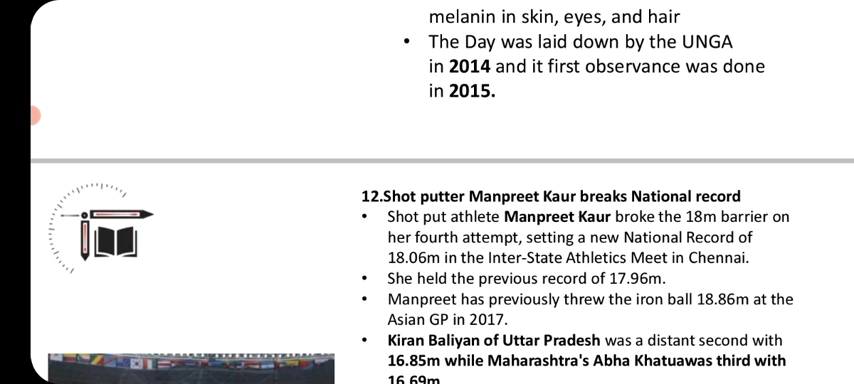 melanin in skin, eyes, and hair
• The Day was laid down by the UNGA
in 2014 and it first observance was done
in 2015.
12.Shot putter Manpreet Kaur breaks National record
• Shot put athlete Manpreet Kaur broke the 18m barrier on
her fourth attempt, setting a new National Record of
18.06m in the Inter-State Athletics Meet in Chennai.
• She held the previous record of 17.96m.
• Manpreet has previously threw the iron ball 18.86m at the
Asian GP in 2017.
• Kiran Baliyan of Uttar Pradesh was a distant second with
16.85m while Maharashtra's Abha Khatuawas third with
16.69m